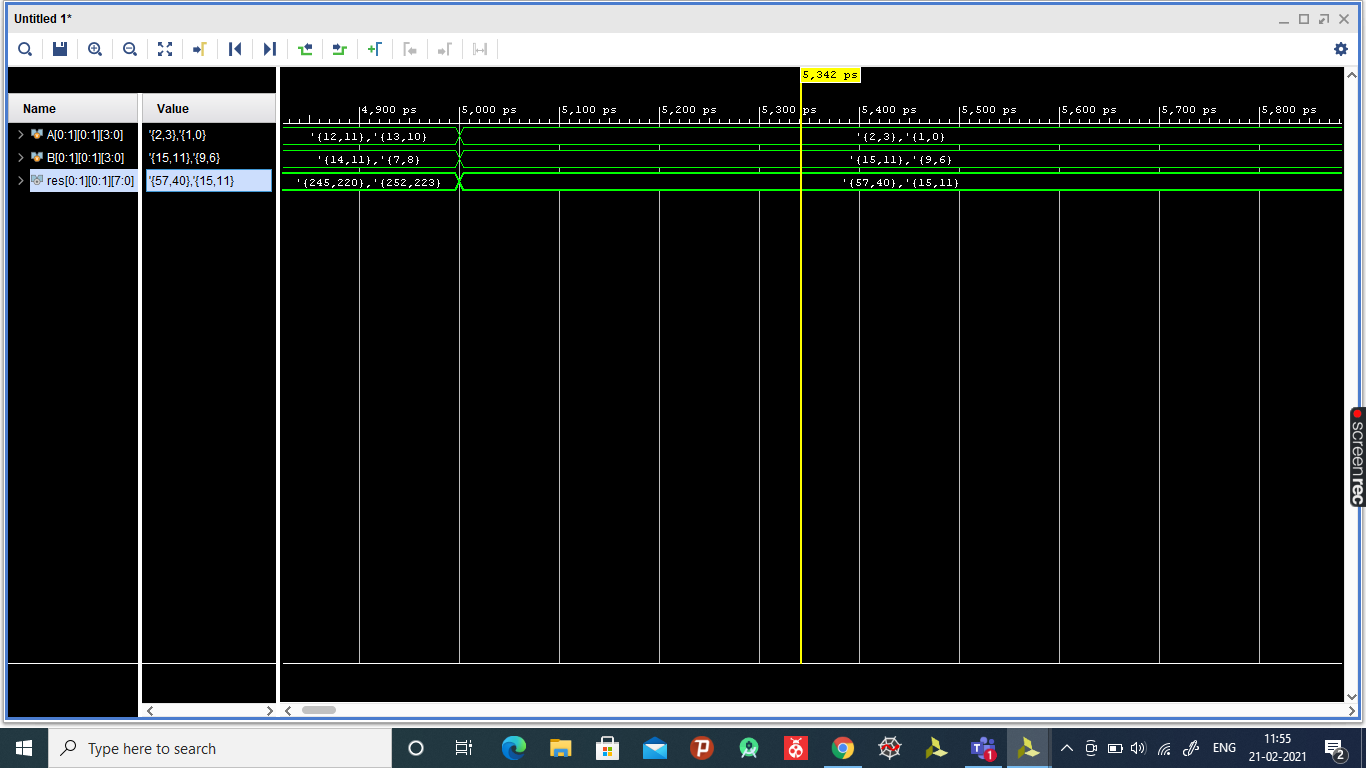 Untitled 1*
5,342 ps
Name Value
4,900 ps 5,000 ps 5,100 ps 5,200 ps 5,300 ps 5,400 ps 5,500 ps 5,600 ps 5,700 ps 5,800 ps
A[0:1][0:1][3:0] '{2,3},'{1,0} '{12,11},'{13,10} '{2,3},'{1,0}
B[0:1][0:1][3:0] '{15,11},'{9,6} '{14,11},'{7,8} '{15,11},'{9,6}
res[0:1][0:1][7:0] '{57,40},'{15,11} '{245,220},'{252,223} '{57,40},'{15,11}
screenrec
Type here to search
1
ENG
11:55
21-02-2021
2